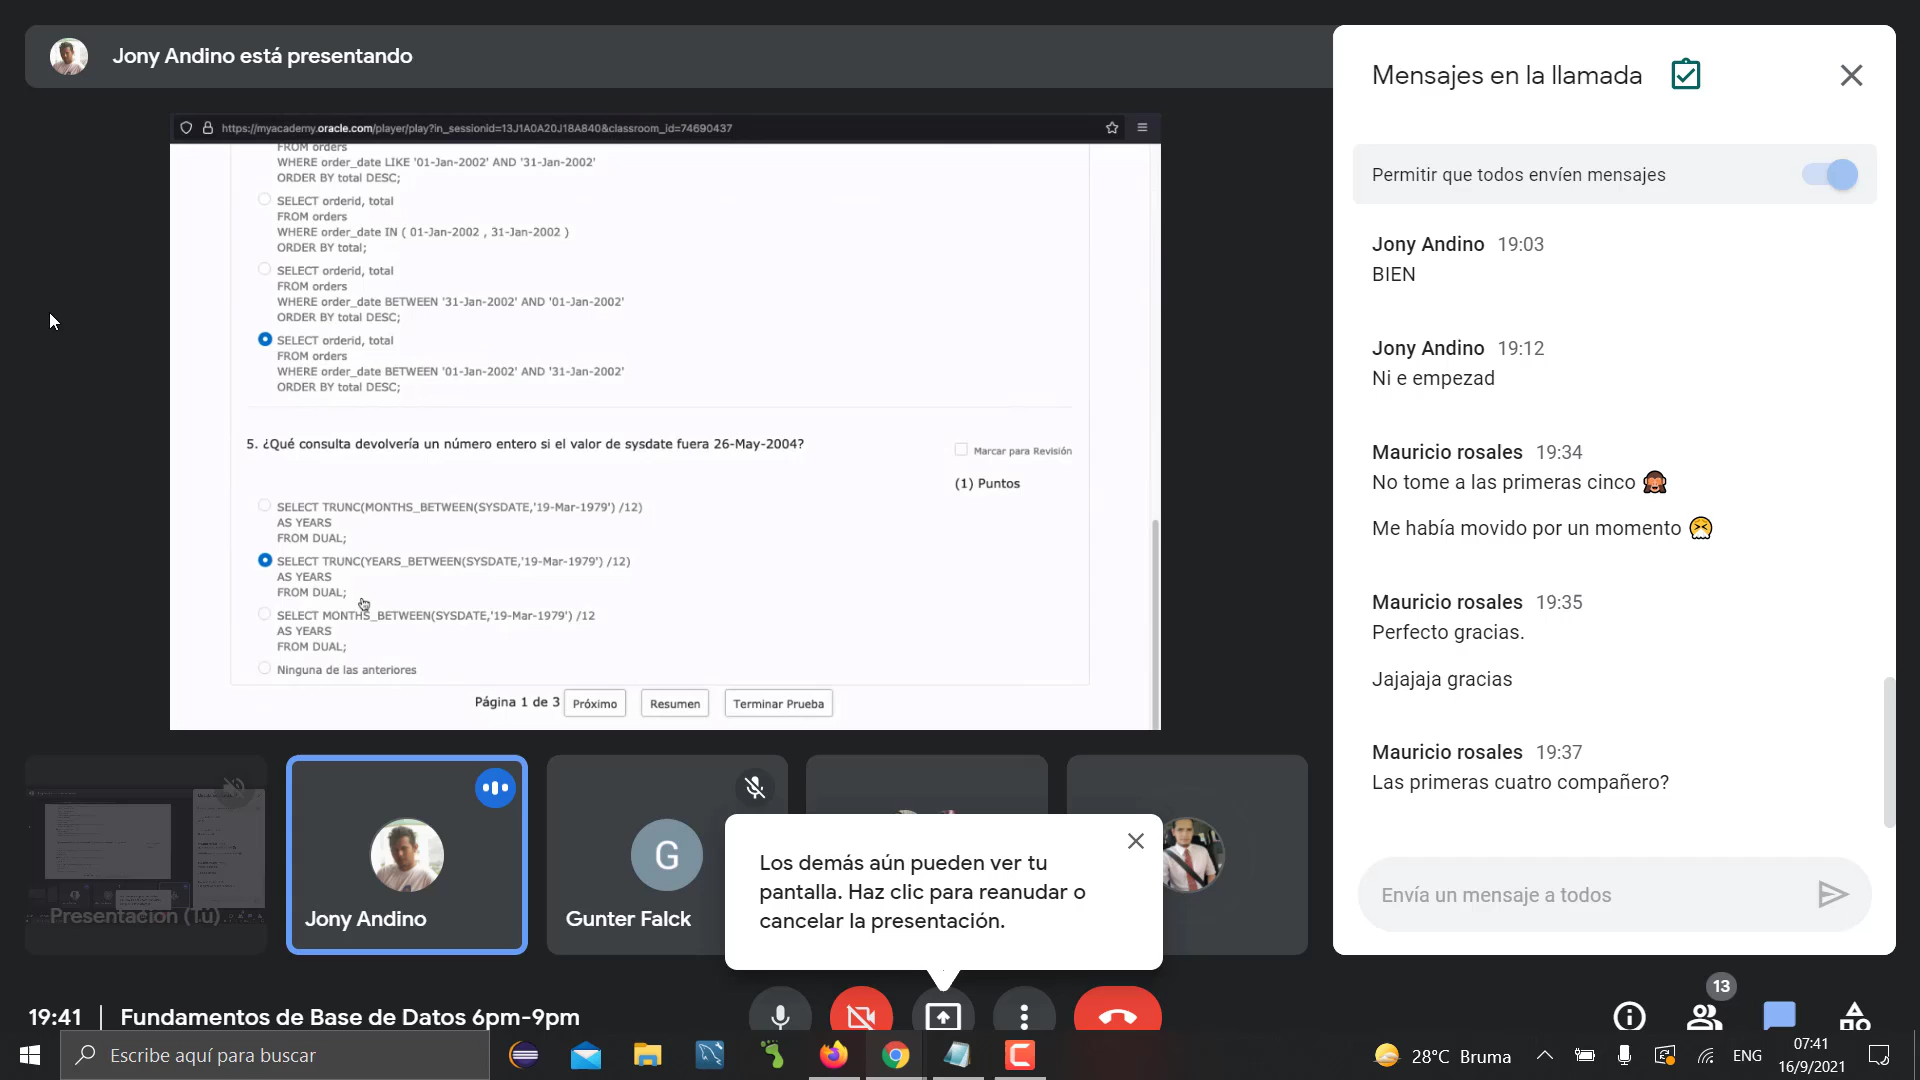 Jony Andino está presentando
https://myacademy.oracle.com/player/play?in_sessionid=13J1A0A20J18A840&classroom_id=74690437
FROM orders
WHERE order_date LIKE '01-Jan-2002' AND '31-Jan-2002'
ORDER BY total DESC;
SELECT orderid, total
FROM orders
WHERE order_date IN ( 01-Jan-2002 , 31-Jan-2002 )
ORDER BY total;
SELECT orderid, total
FROM orders
WHERE order_date BETWEEN '31-Jan-2002' AND '01-Jan-2002'
ORDER BY total DESC;
SELECT orderid, total
FROM orders
WHERE order_date BETWEEN '01-Jan-2002' AND '31-Jan-2002'
ORDER BY total DESC;
5. ¿Qué consulta devolvería un número entero si el valor de sysdate fuera 26-May-2004?
Marcar para Revisión
(1) Puntos
SELECT TRUNC(MONTHS_BETWEEN(SYSDATE,'19-Mar-1979') /12)
AS YEARS
FROM DUAL;
SELECT TRUNC(YEARS_BETWEEN(SYSDATE,'19-Mar-1979') /12)
AS YEARS
FROM DUAL;
SELECT MONTHS_BETWEEN(SYSDATE,'19-Mar-1979') /12
AS YEARS
FROM DUAL;
Ninguna de las anteriores
Página 1 de 3 Próximo Resumen Terminar Prueba
Presentación (Tú)
Jony Andino
G
Gunter Falck
Los demás aún pueden ver tu
pantalla. Haz clic para reanudar o
cancelar la presentación.
19:41 | Fundamentos de Base de Datos 6pm-9pm
Mensajes en la llamada
Permitir que todos envíen mensajes
Jony Andino 19:03
BIEN
Jony Andino 19:12
Ni e empezad
Mauricio rosales 19:34
No tome a las primeras cinco 🙈
Me había movido por un momento 🤧
Mauricio rosales 19:35
Perfecto gracias.
Jajajaja gracias
Mauricio rosales 19:37
Las primeras cuatro compañero?
Envía un mensaje a todos
13
Escribe aquí para buscar
28°C Bruma
ENG
07:41
16/9/2021